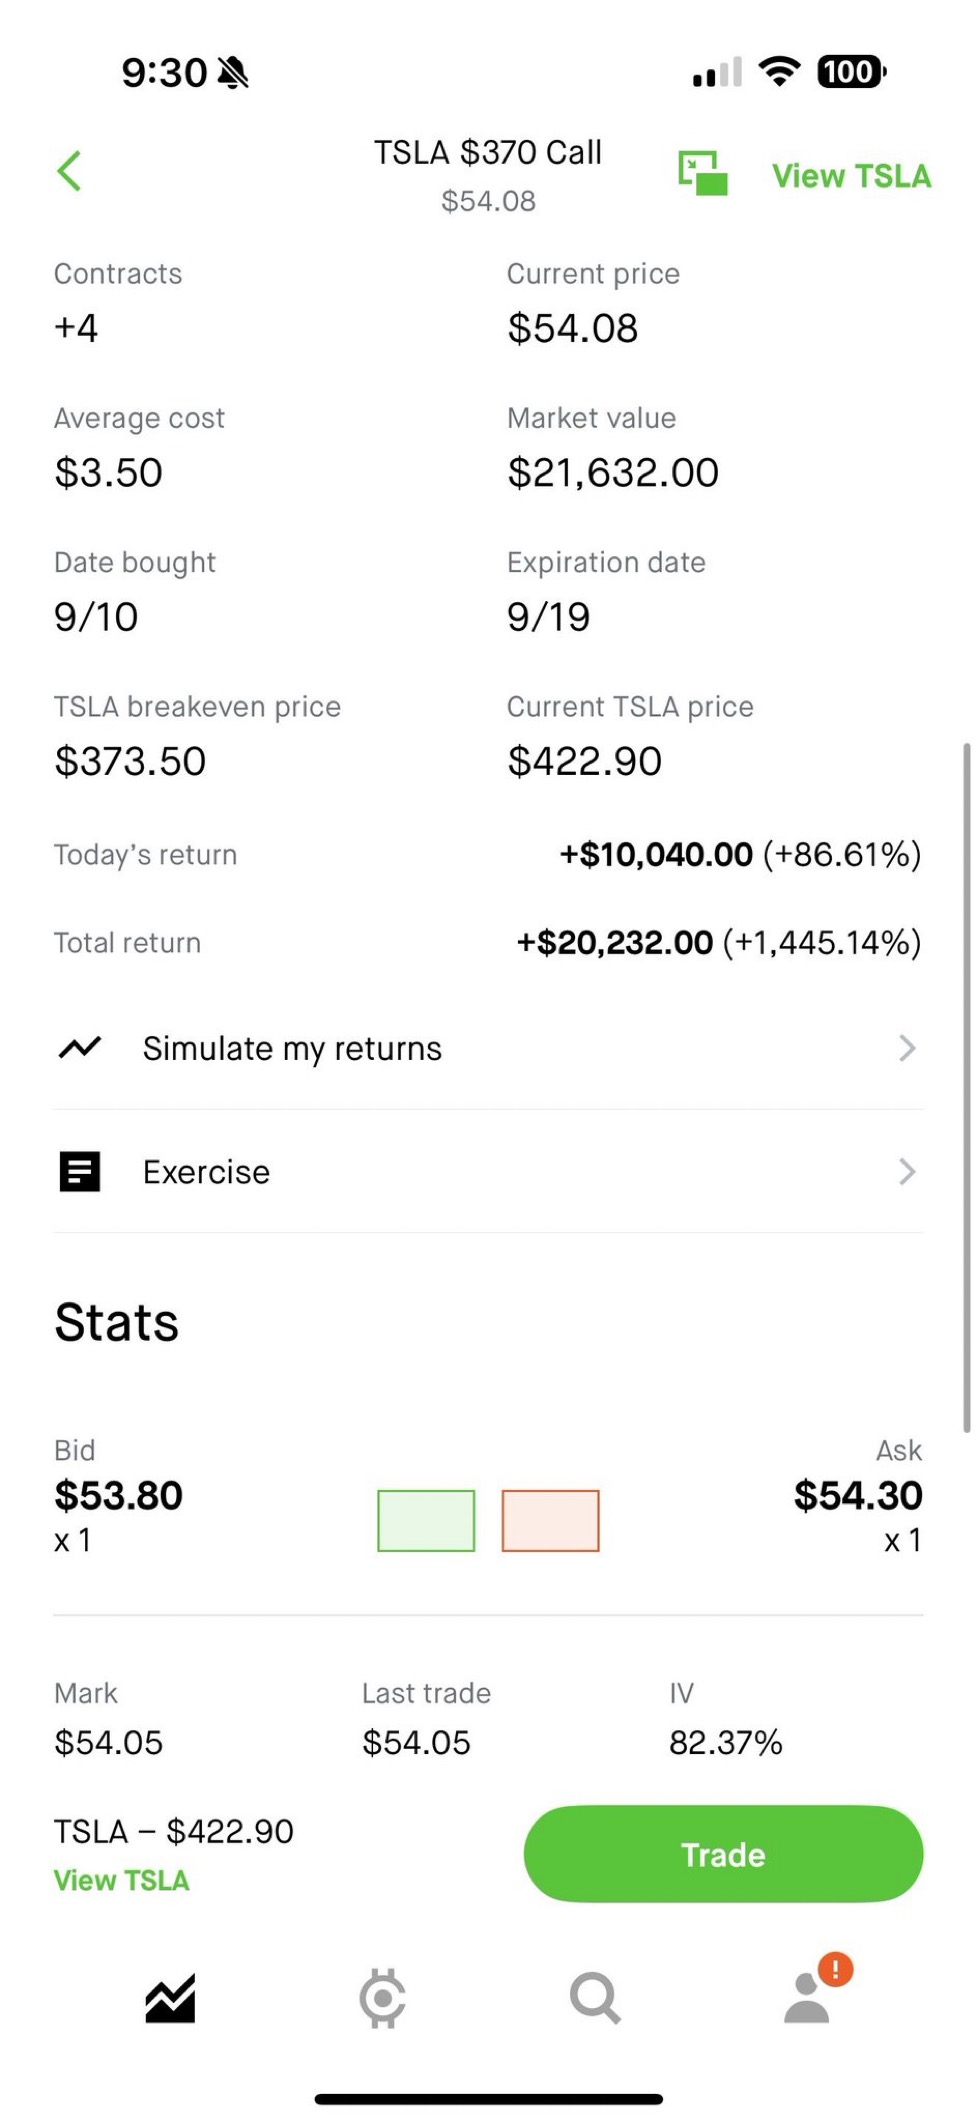 9:30
100
TSLA $370 Call
$54.08
View TSLA
Contracts
+4
Current price
$54.08
Average cost
$3.50
Market value
$21,632.00
Date bought
9/10
Expiration date
9/19
TSLA breakeven price
$373.50
Current TSLA price
$422.90
Today’s return
+$10,040.00 (+86.61%)
Total return
+$20,232.00 (+1,445.14%)
Simulate my returns
Exercise
Stats
Bid
$53.80
x 1
Ask
$54.30
x 1
Mark
$54.05
Last trade
$54.05
IV
82.37%
TSLA – $422.90
View TSLA
Trade
!